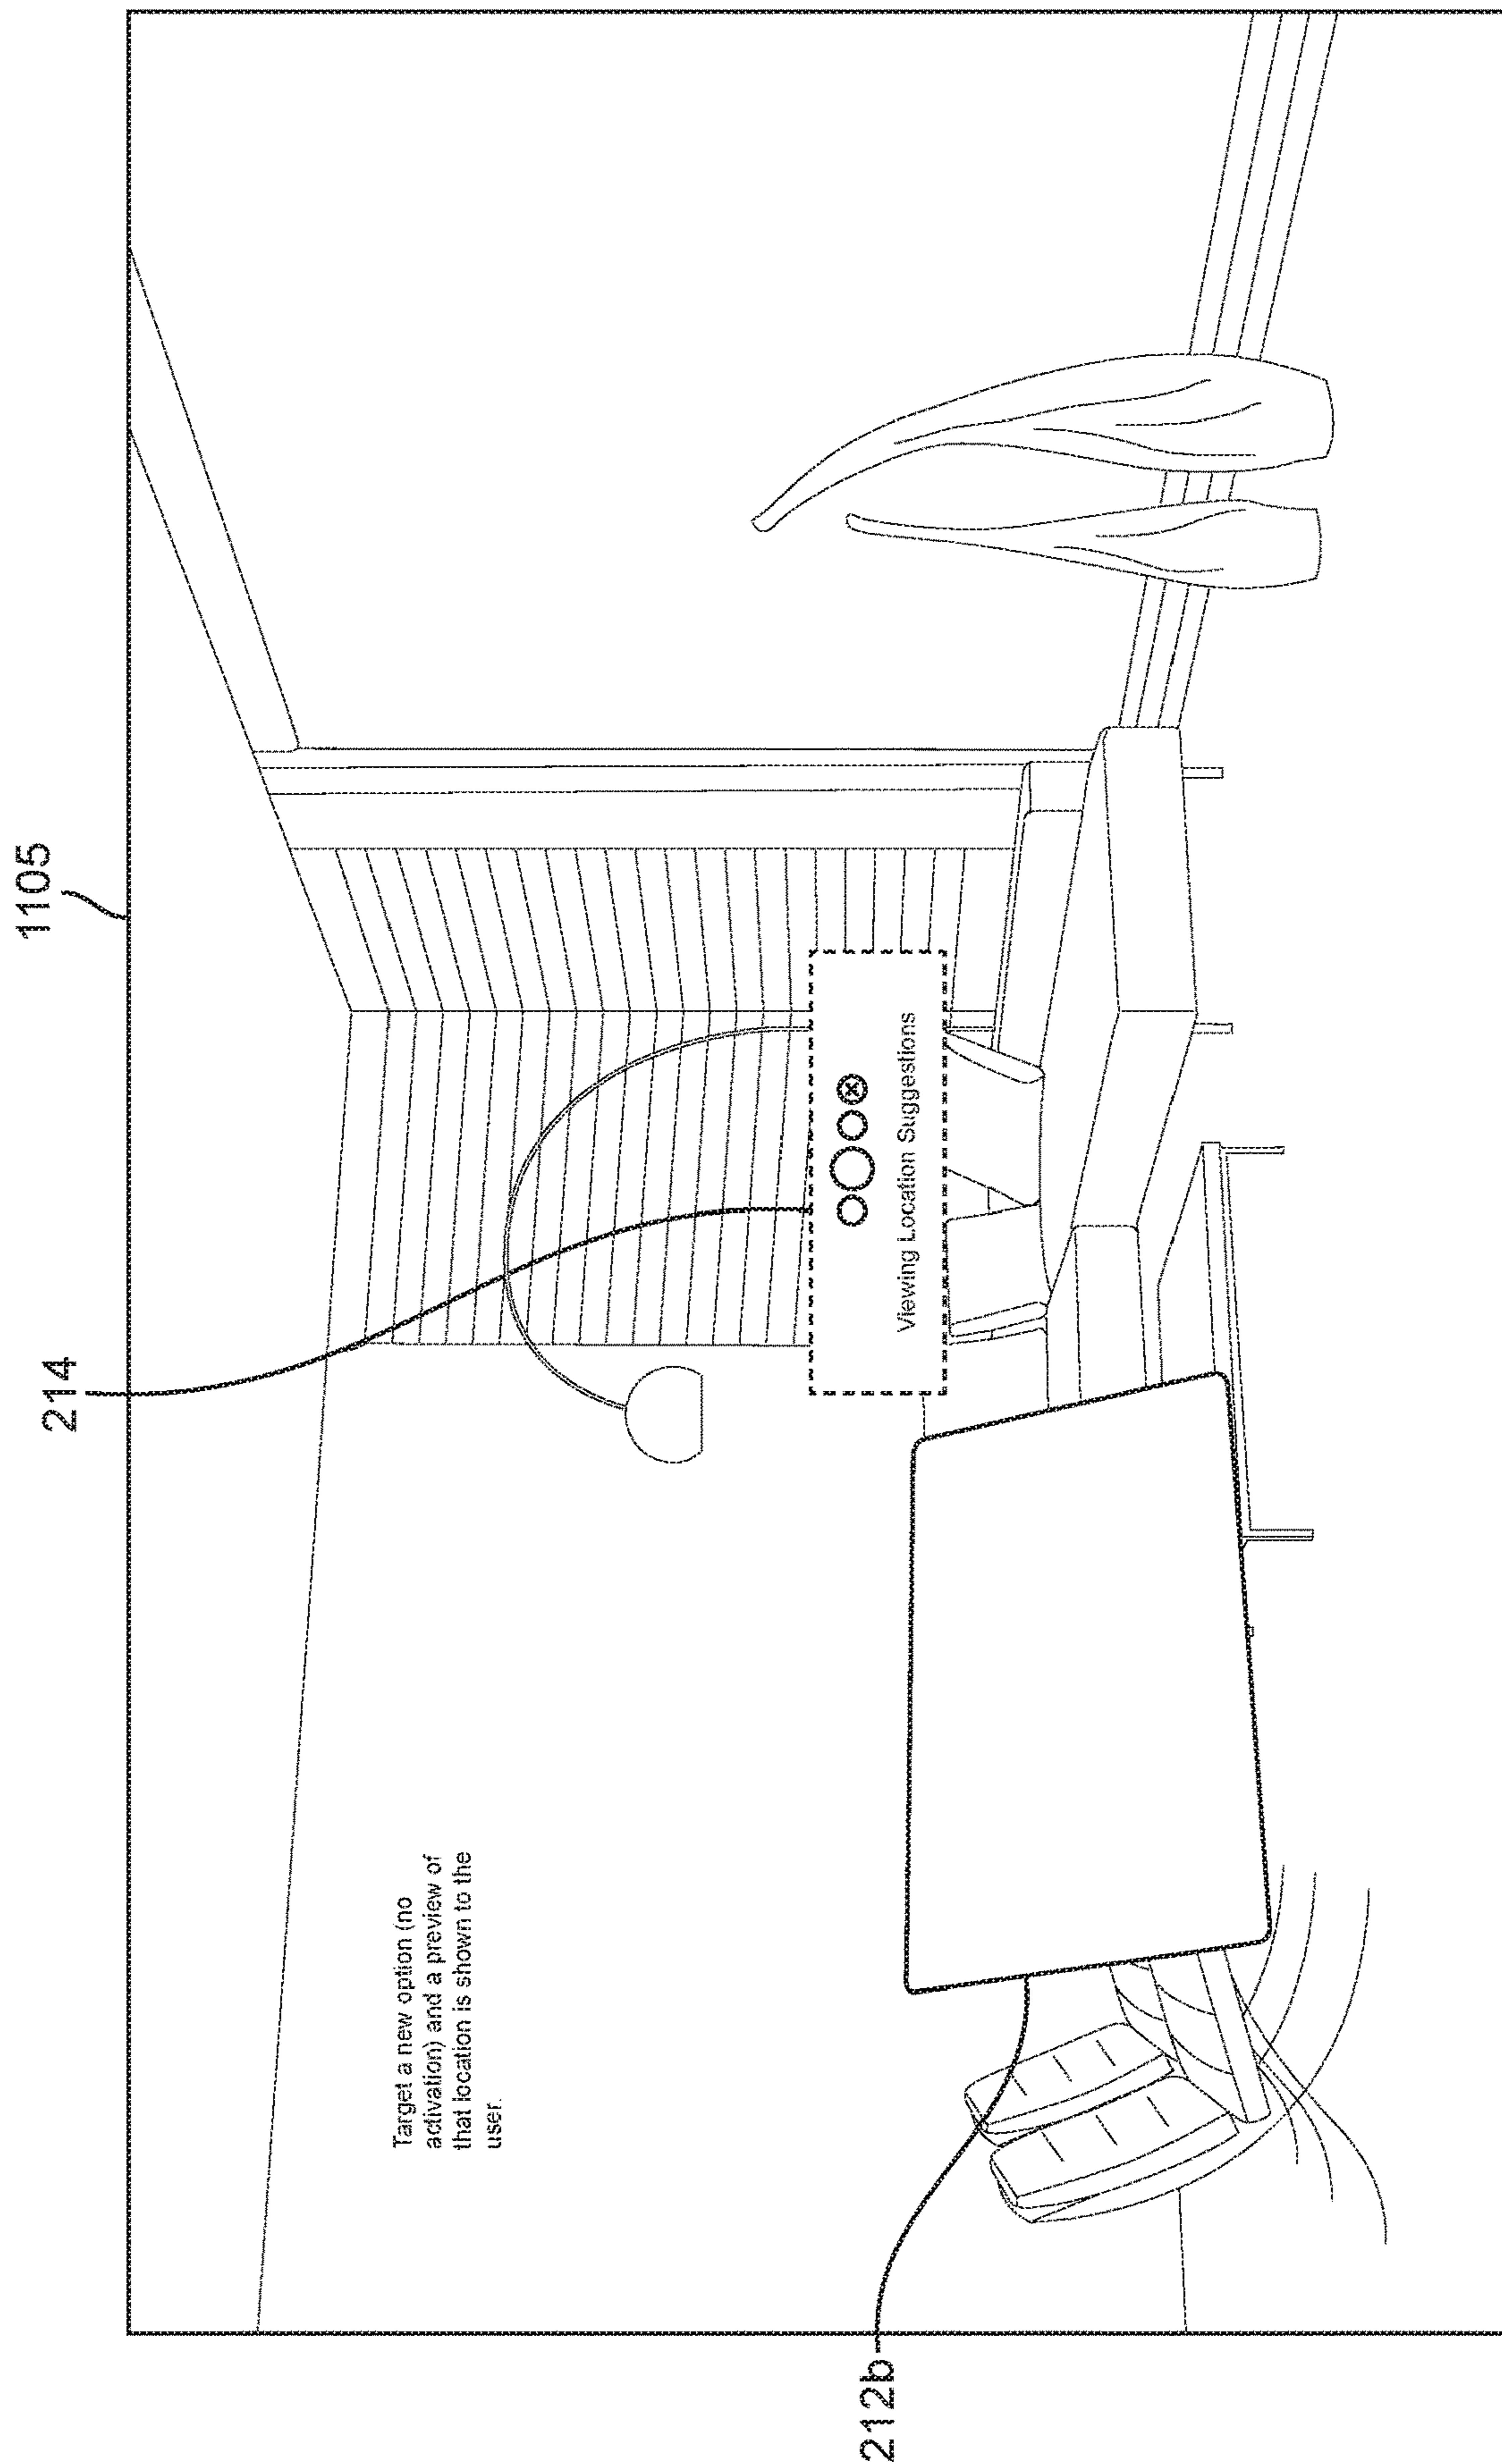 1105
214
Target a new option (no
activation) and a preview of
that location is shown to the
user.
Viewing Location Suggestions
212b